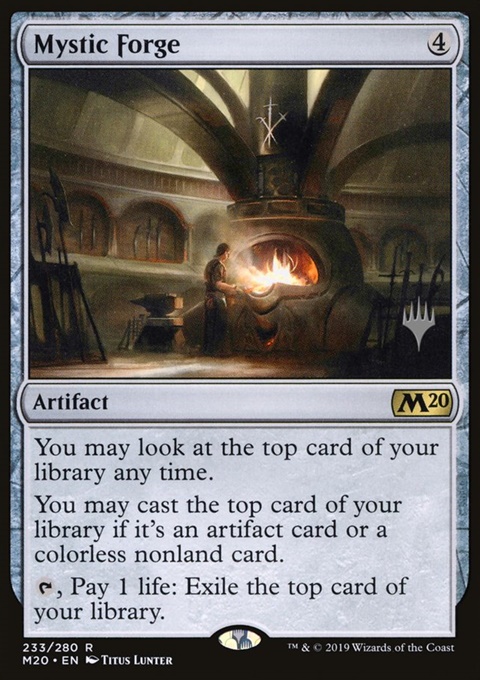 Mystic Forge 4
Artifact M20
You may look at the top card of your
library any time.
You may cast the top card of your
library if it's an artifact card or a
colorless nonland card.
, Pay 1 life: Exile the top card of
your library.
233/280 R
M20 • EN Titus Lunter
™ & © 2019 Wizards of the Coast